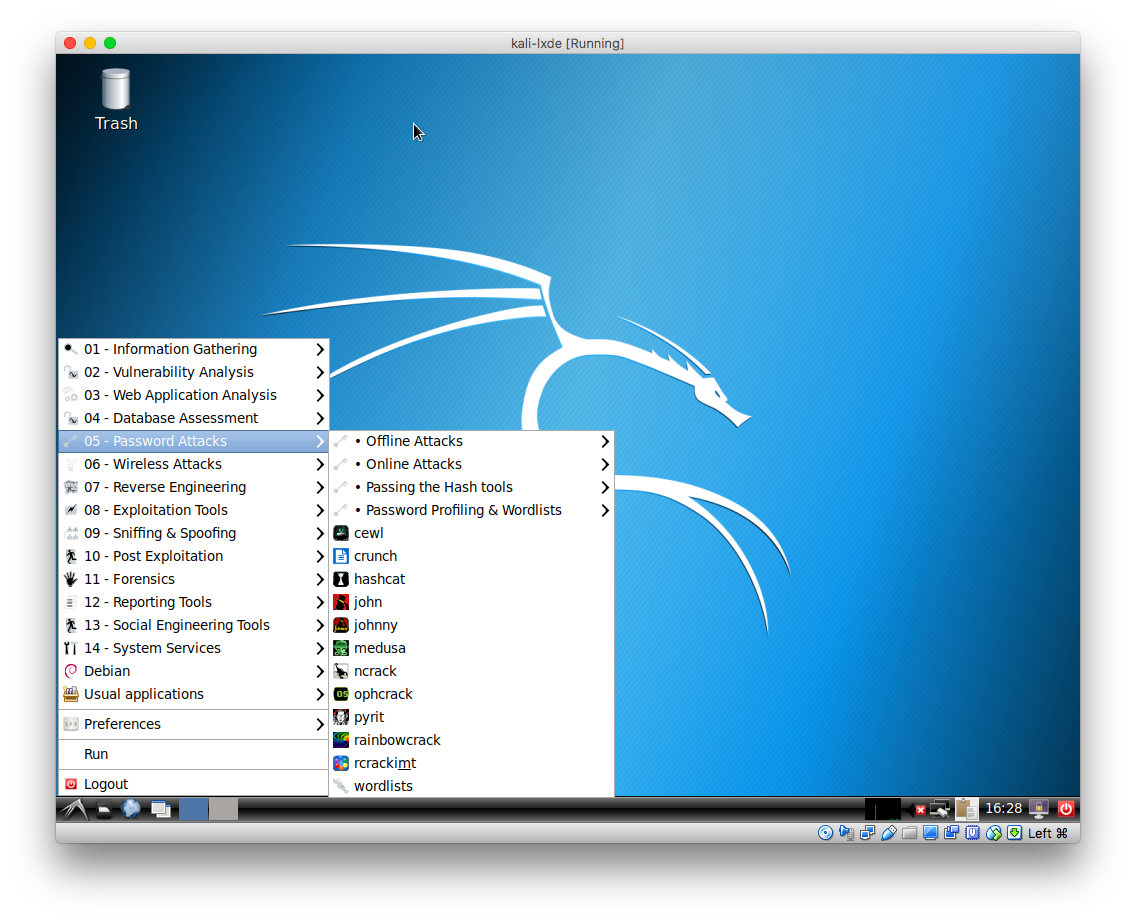 kali-lxde [Running]
Trash
01 - Information Gathering
02 - Vulnerability Analysis
03 - Web Application Analysis
04 - Database Assessment
05 - Password Attacks
06 - Wireless Attacks
07 - Reverse Engineering
08 - Exploitation Tools
09 - Sniffing & Spoofing
10 - Post Exploitation
11 - Forensics
12 - Reporting Tools
13 - Social Engineering Tools
14 - System Services
Debian
Usual applications
Preferences
Run
Logout
• Offline Attacks
• Online Attacks
• Passing the Hash tools
• Password Profiling & Wordlists
cewl
crunch
hashcat
john
johnny
medusa
ncrack
ophcrack
pyrit
rainbowcrack
rcrackimt
wordlists
16:28
Left ⌘